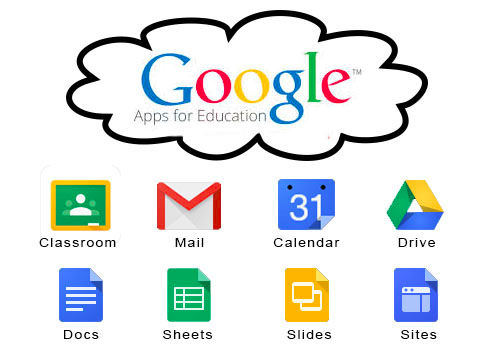 Google™
Apps for Education
31
Classroom Mail Calendar Drive
Docs Sheets Slides Sites